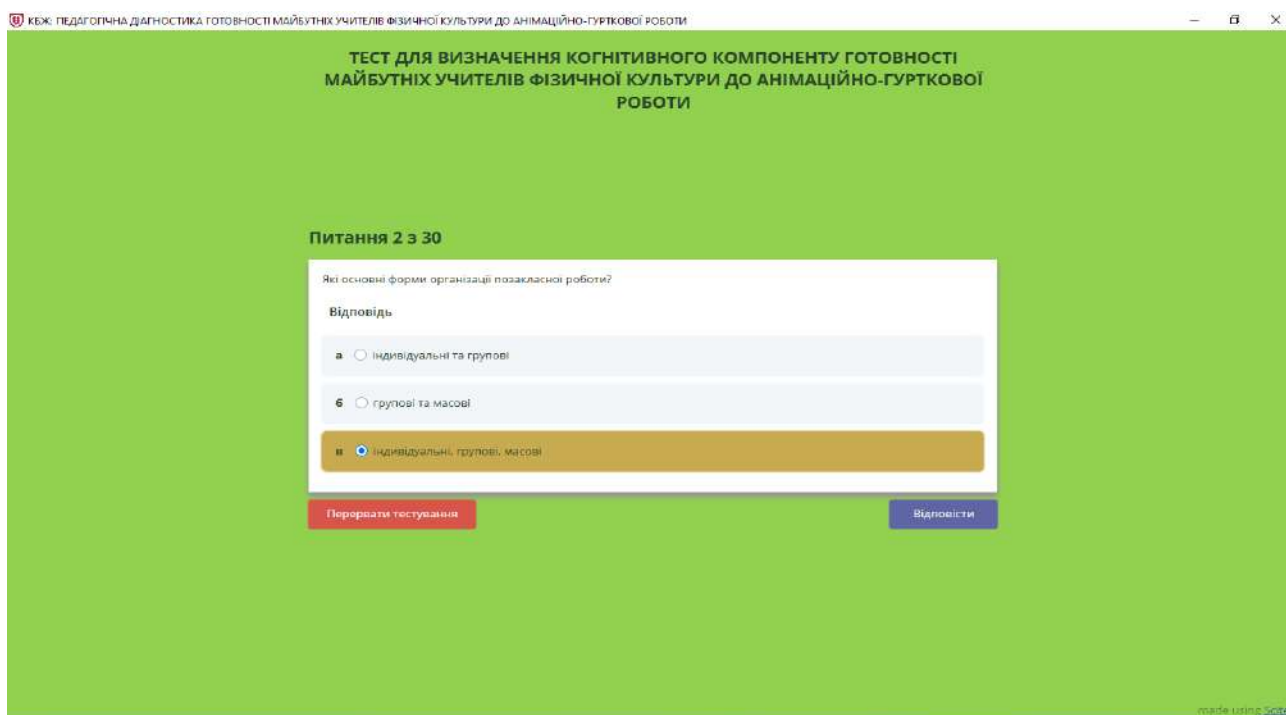 КБЖ: ПЕДАГОГІЧНА ДІАГНОСТИКА ГОТОВНОСТІ МАЙБУТНІХ УЧИТЕЛІВ ФІЗИЧНОЇ КУЛЬТУРИ ДО АНІМАЦІЙНО-ГУРТКОВОЇ РОБОТИ
ТЕСТ ДЛЯ ВИЗНАЧЕННЯ КОГНІТИВНОГО КОМПОНЕНТУ ГОТОВНОСТІ
МАЙБУТНІХ УЧИТЕЛІВ ФІЗИЧНОЇ КУЛЬТУРИ ДО АНІМАЦІЙНО-ГУРТКОВОЇ
РОБОТИ
Питання 2 з 30
Які основні форми організації позакласної роботи?
Відповідь
а індивідуальні та групові
б групові та масові
в індивідуальні, групові, масові
Перервати тестування
Відповісти
made using